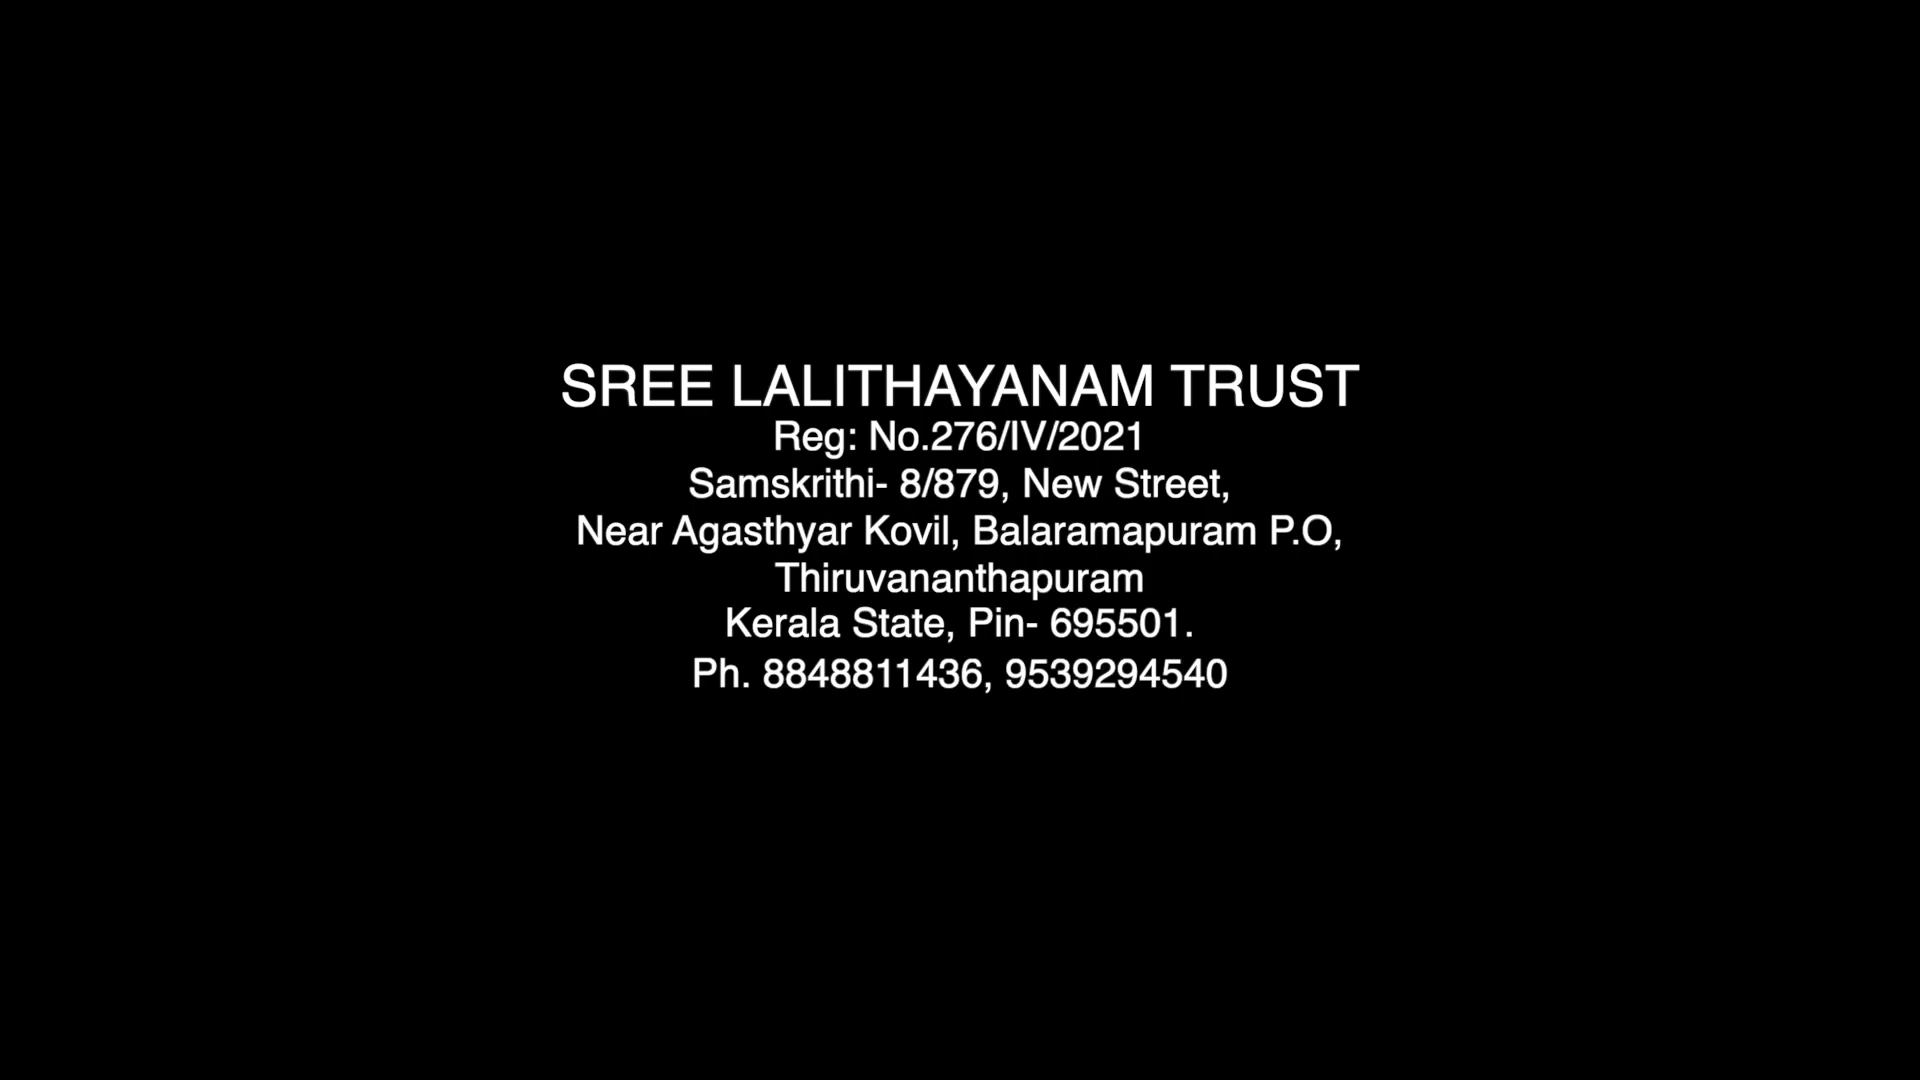 SREE LALITHAYANAM TRUST
Reg: No.276/IV/2021
Samskrithi- 8/879, New Street,
Near Agasthyar Kovil, Balaramapuram P.O,
Thiruvananthapuram
Kerala State, Pin- 695501.
Ph. 8848811436, 9539294540